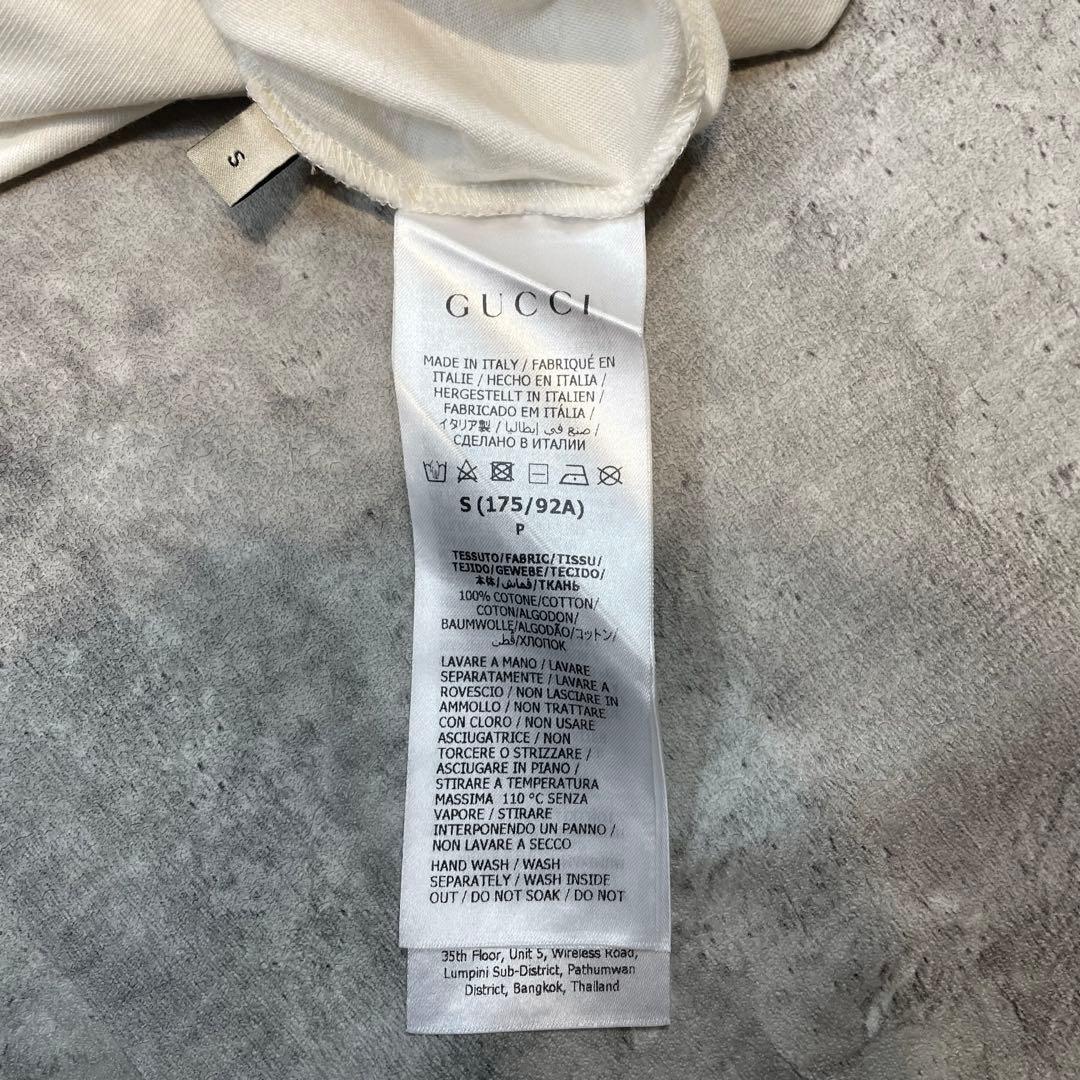 S
GUCCI
MADE IN ITALY / FABRIQUÉ EN
ITALIE / HECHO EN ITALIA /
HERGESTELLT IN ITALIEN /
FABRICADO EM ITÁLIA /
イタリア製 / صنع في إيطاليا /
СДЕЛАНО В ИТАЛИИ
S (175/92A)
P
TESSUTO/FABRIC/TISSU/
TEJIDO/GEWEBE/TECIDO/
本体/قماش/ТКАНЬ
100% COTONE/COTTON/
COTON/ALGODON/
BAUMWOLLE/ALGODÃO/コットン/
قطن/ХЛОПОК
LAVARE A MANO / LAVARE
SEPARATAMENTE / LAVARE A
ROVESCIO / NON LASCIARE IN
AMMOLLO / NON TRATTARE
CON CLORO / NON USARE
ASCIUGATRICE / NON
TORCERE O STRIZZARE /
ASCIUGARE IN PIANO /
STIRARE A TEMPERATURA
MASSIMA 110 °C SENZA
VAPORE / STIRARE
INTERPONENDO UN PANNO /
NON LAVARE A SECCO
HAND WASH / WASH
SEPARATELY / WASH INSIDE
OUT / DO NOT SOAK / DO NOT
35th Floor, Unit 5, Wireless Road,
Lumpini Sub-District, Pathumwan
District, Bangkok, Thailand